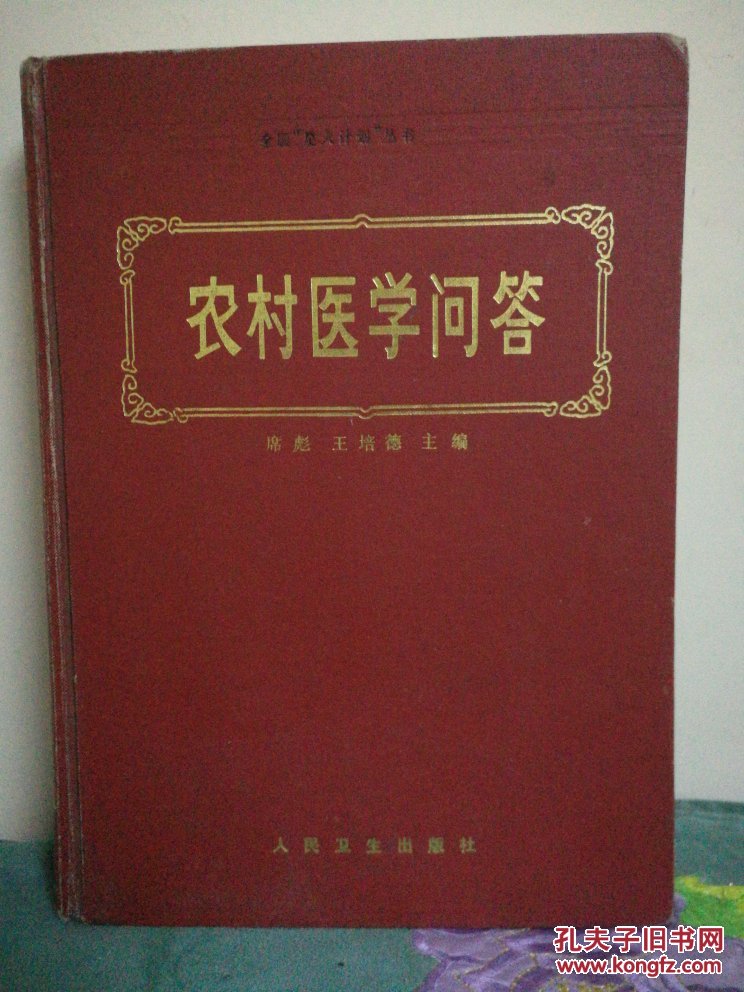 全国"星火计划"丛书
农村医学问答
席彪 王培德 主编
人民卫生出版社
孔夫子旧书网
www.kongfz.com